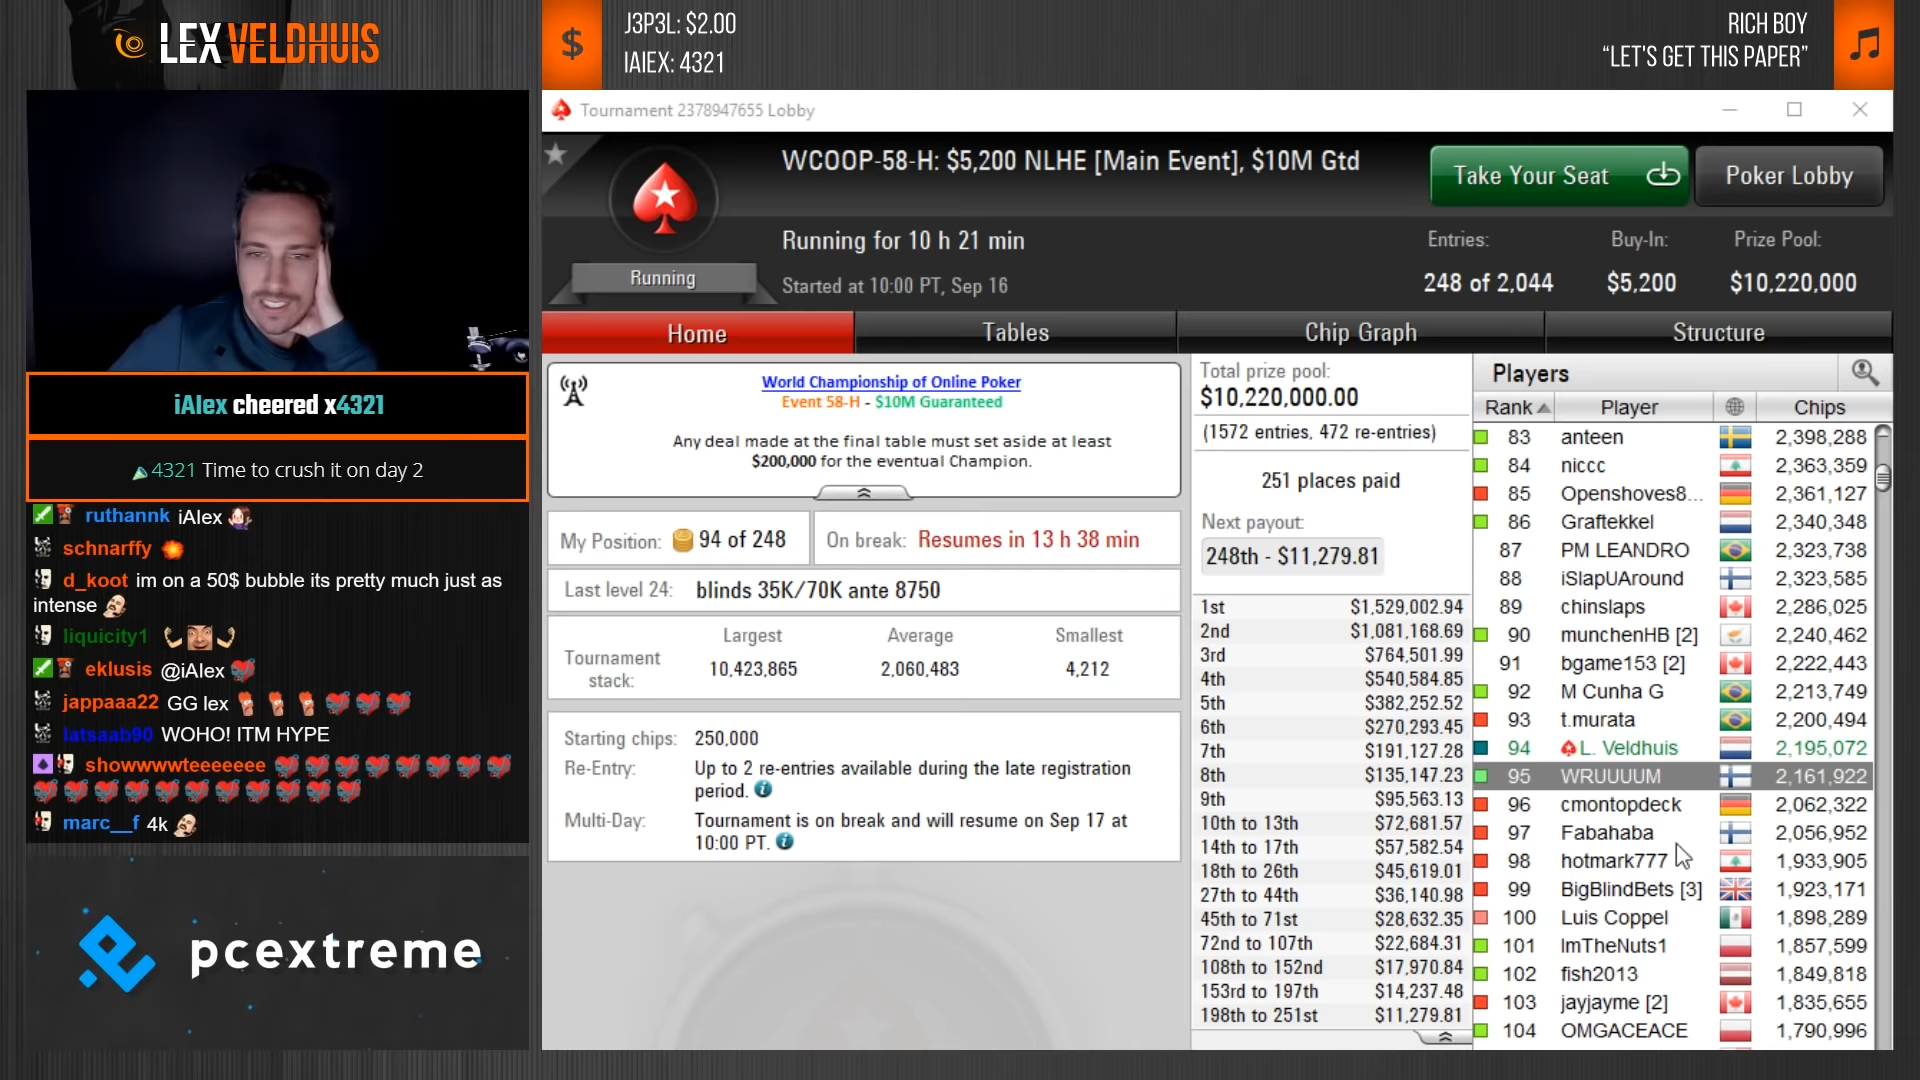 LEX VELDHUIS
$
J3P3L: $2.00
IAIEX: 4321
RICH BOY
“LET'S GET THIS PAPER”
iAlex cheered x4321
4321 Time to crush it on day 2
ruthannk iAlex
schnarffy
d_koot im on a 50$ bubble its pretty much just as
intense
liquicity1
eklusis @iAlex
jappaaa22 GG lex
latsaab90 WOHO! ITM HYPE
showwwwteeeeeee
marc__f 4k
pcextreme
Tournament 2378947655 Lobby
WCOOP-58-H: $5,200 NLHE [Main Event], $10M Gtd
Take Your Seat
Poker Lobby
Running for 10 h 21 min
Running
Started at 10:00 PT, Sep 16
Entries: Buy-In: Prize Pool:
248 of 2,044 $5,200 $10,220,000
Home Tables Chip Graph Structure
World Championship of Online Poker
Event 58-H - $10M Guaranteed
Any deal made at the final table must set aside at least
$200,000 for the eventual Champion.
My Position: 94 of 248
On break: Resumes in 13 h 38 min
Last level 24: blinds 35K/70K ante 8750
Largest Average Smallest
Tournament
stack:
10,423,865 2,060,483 4,212
Starting chips: 250,000
Re-Entry: Up to 2 re-entries available during the late registration
period.
Multi-Day: Tournament is on break and will resume on Sep 17 at
10:00 PT.
Total prize pool:
$10,220,000.00
(1572 entries, 472 re-entries)
251 places paid
Next payout:
248th - $11,279.81
1st $1,529,002.94
2nd $1,081,168.69
3rd $764,501.99
4th $540,584.85
5th $382,252.52
6th $270,293.45
7th $191,127.28
8th $135,147.23
9th $95,563.13
10th to 13th $72,681.57
14th to 17th $57,582.54
18th to 26th $45,619.01
27th to 44th $36,140.98
45th to 71st $28,632.35
72nd to 107th $22,684.31
108th to 152nd $17,970.84
153rd to 197th $14,237.48
198th to 251st $11,279.81
Players
Rank Player Chips
83 anteen 2,398,288
84 niccc 2,363,359
85 Openshoves8... 2,361,127
86 Graftekkel 2,340,348
87 PM LEANDRO 2,323,738
88 iSlapUAround 2,323,585
89 chinslaps 2,286,025
90 munchenHB [2] 2,240,462
91 bgame153 [2] 2,222,443
92 M Cunha G 2,213,749
93 t.murata 2,200,494
94 L. Veldhuis 2,195,072
95 WRUUUUM 2,161,922
96 cmontopdeck 2,062,322
97 Fabahaba 2,056,952
98 hotmark777 1,933,905
99 BigBlindBets [3] 1,923,171
100 Luis Coppel 1,898,289
101 ImTheNuts1 1,857,599
102 fish2013 1,849,818
103 jayjayme [2] 1,835,655
104 OMGACEACE 1,790,996